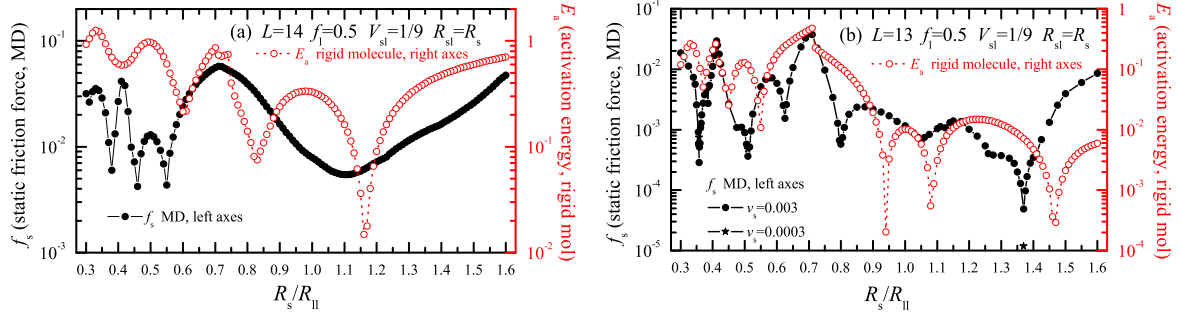 (a) L=14 f_l=0.5 V_sl=1/9 R_sl=R_s
E_a rigid molecule, right axes
f_s MD, left axes
f_s (static friction force, MD)
10^-1
10^-2
10^-3
E_a (activation energy, rigid mol)
1
10^-1
10^-2
0.3 0.4 0.5 0.6 0.7 0.8 0.9 1.0 1.1 1.2 1.3 1.4 1.5 1.6
R_s/R_ll
(b) L=13 f_l=0.5 V_sl=1/9 R_sl=R_s
E_a rigid molecule, right axes
f_s MD, left axes
v_s=0.003
v_s=0.0003
f_s (static friction force, MD)
10^-1
10^-2
10^-3
10^-4
10^-5
E_a (activation energy, rigid mol)
1
10^-1
10^-2
10^-3
10^-4
0.3 0.4 0.5 0.6 0.7 0.8 0.9 1.0 1.1 1.2 1.3 1.4 1.5 1.6
R_s/R_ll